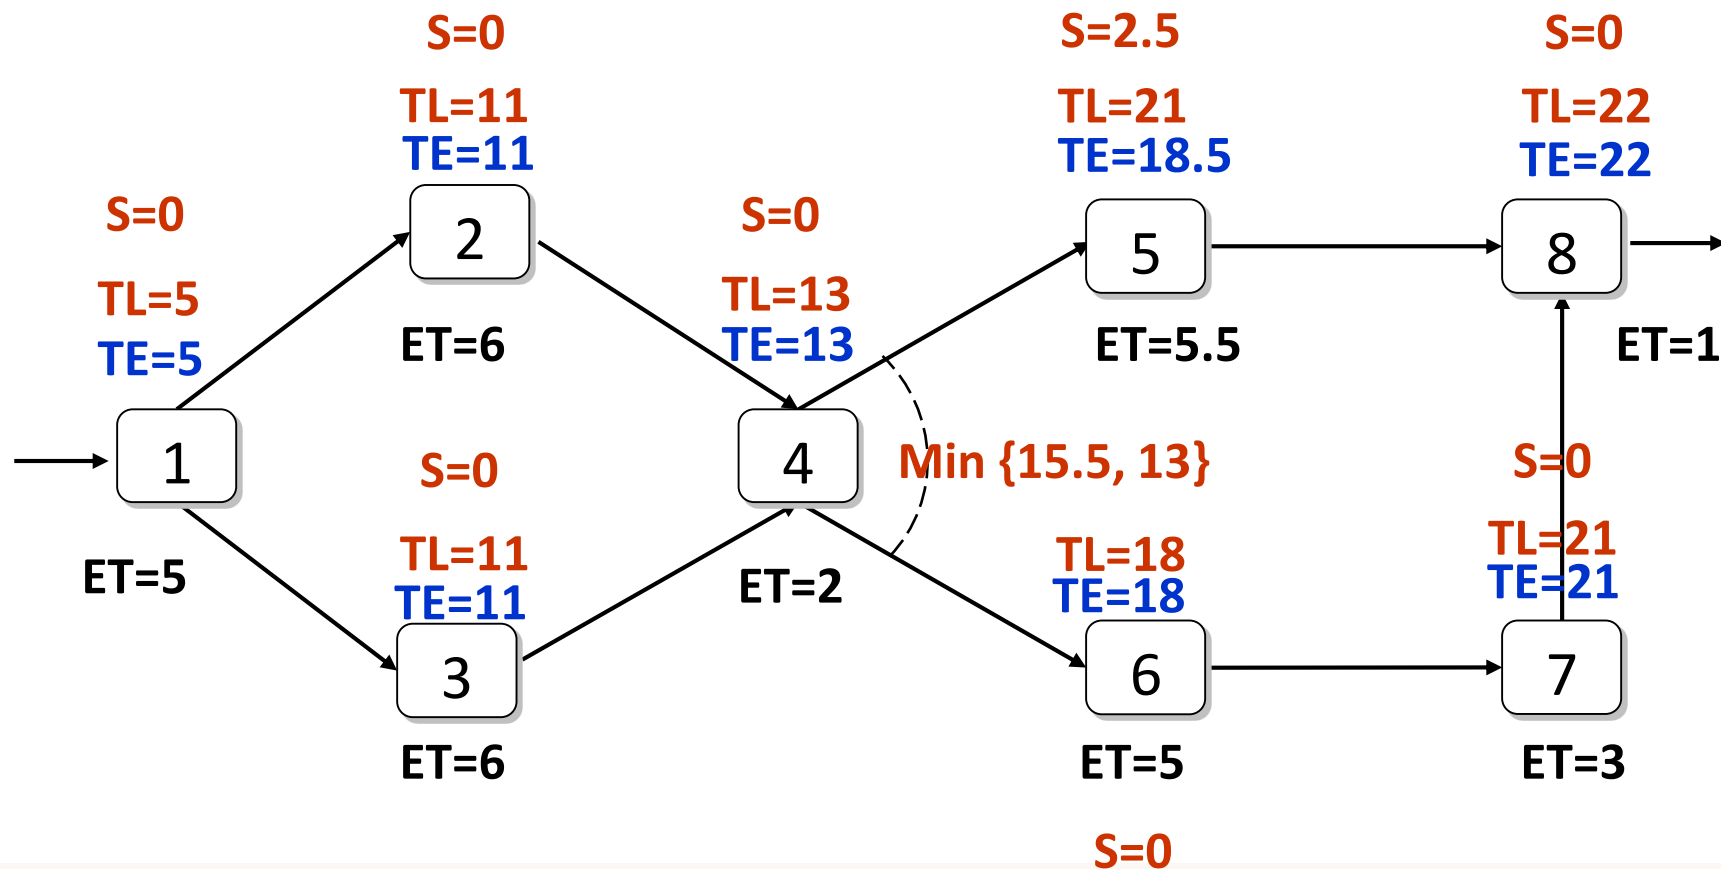 S=0
TL=5
TE=5
1
ET=5
S=0
TL=11
TE=11
2
ET=6
S=0
TL=11
TE=11
3
ET=6
S=0
TL=13
TE=13
4
ET=2
Min {15.5, 13}
S=2.5
TL=21
TE=18.5
5
ET=5.5
TL=18
TE=18
6
ET=5
S=0
S=0
TL=22
TE=22
8
ET=1
S=0
TL=21
TE=21
7
ET=3